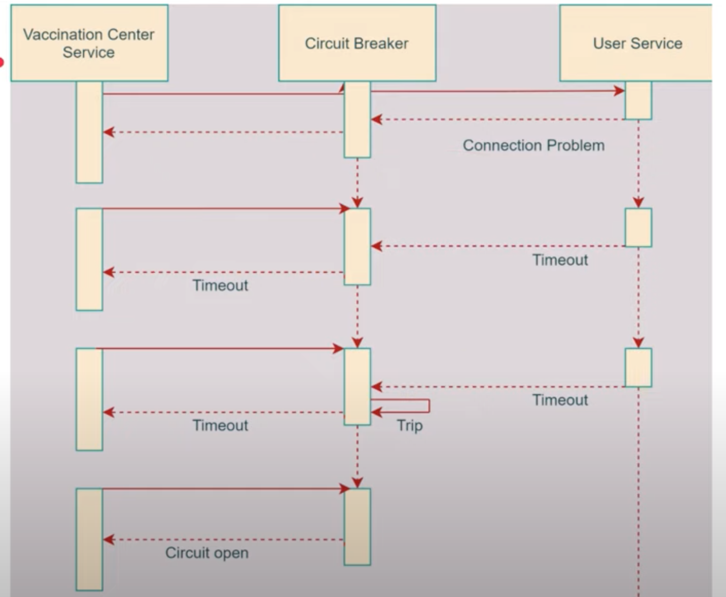 Vaccination Center
Service
Circuit Breaker
User Service
Connection Problem
Timeout
Timeout
Timeout
Timeout
Trip
Circuit open